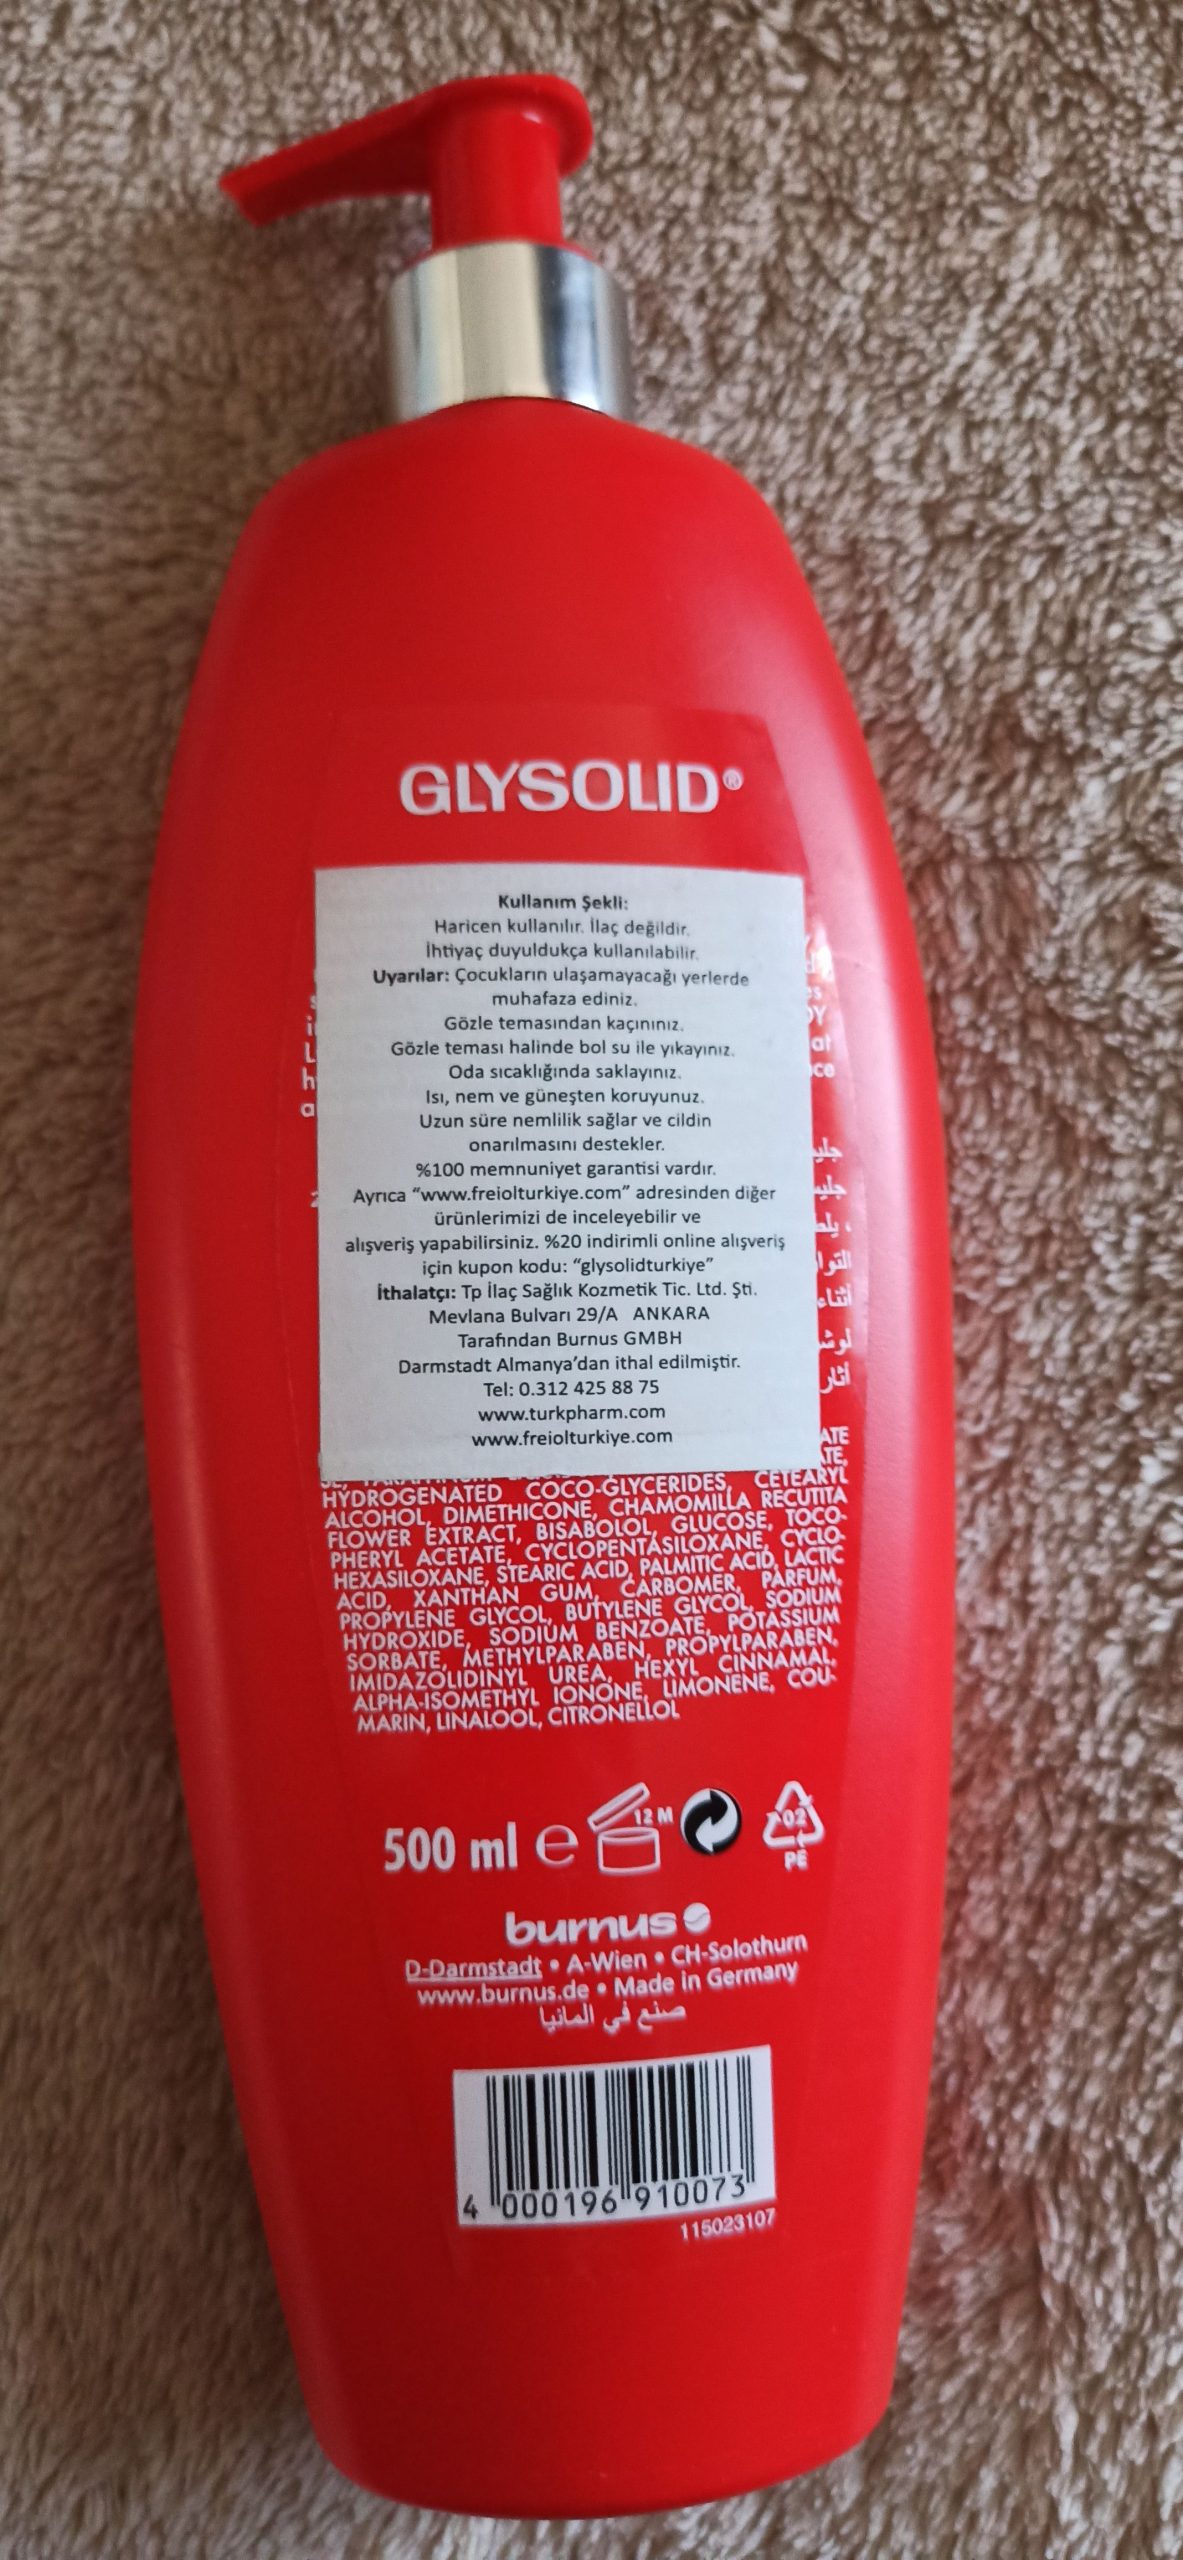 GLYSOLID®
Kullanım Şekli:
Haricen kullanılır. İlaç değildir.
İhtiyaç duyuldukça kullanılabilir.
Uyarılar: Çocukların ulaşamayacağı yerlerde
muhafaza ediniz.
Gözle temasından kaçınınız.
Gözle teması halinde bol su ile yıkayınız.
Oda sıcaklığında saklayınız.
Isı, nem ve güneşten koruyunuz.
Uzun süre nemlilik sağlar ve cildin
onarılmasını destekler.
%100 memnuniyet garantisi vardır.
Ayrıca “www.freiolturkiye.com” adresinden diğer
ürünlerimizi de inceleyebilir ve
alışveriş yapabilirsiniz. %20 indirimli online alışveriş
için kupon kodu: “glysolidturkiye”
İthalatçı: Tp İlaç Sağlık Kozmetik Tic. Ltd. Şti.
Mevlana Bulvarı 29/A ANKARA
Tarafından Burnus GMBH
Darmstadt Almanya’dan ithal edilmiştir.
Tel: 0.312 425 88 75
www.turkpharm.com
www.freiolturkiye.com
HYDROGENATED COCO-GLYCERIDES, CETEARYL
ALCOHOL, DIMETHICONE, CHAMOMILLA RECUTITA
FLOWER EXTRACT, BISABOLOL, GLUCOSE, TOCO-
PHERYL ACETATE, CYCLOPENTASILOXANE, CYCLO-
HEXASILOXANE, STEARIC ACID, PALMITIC ACID, LACTIC
ACID, XANTHAN GUM, CARBOMER, PARFUM,
PROPYLENE GLYCOL, BUTYLENE GLYCOL, SODIUM
HYDROXIDE, SODIUM BENZOATE, POTASSIUM
SORBATE, METHYLPARABEN, PROPYLPARABEN,
IMIDAZOLIDINYL UREA, HEXYL CINNAMAL,
ALPHA-ISOMETHYL IONONE, LIMONENE, COU-
MARIN, LINALOOL, CITRONELLOL
500 ml e 12 M 02
PE
burnus
D-Darmstadt • A-Wien • CH-Solothurn
www.burnus.de • Made in Germany
صنع في المانيا
4 000196 910073
115023107